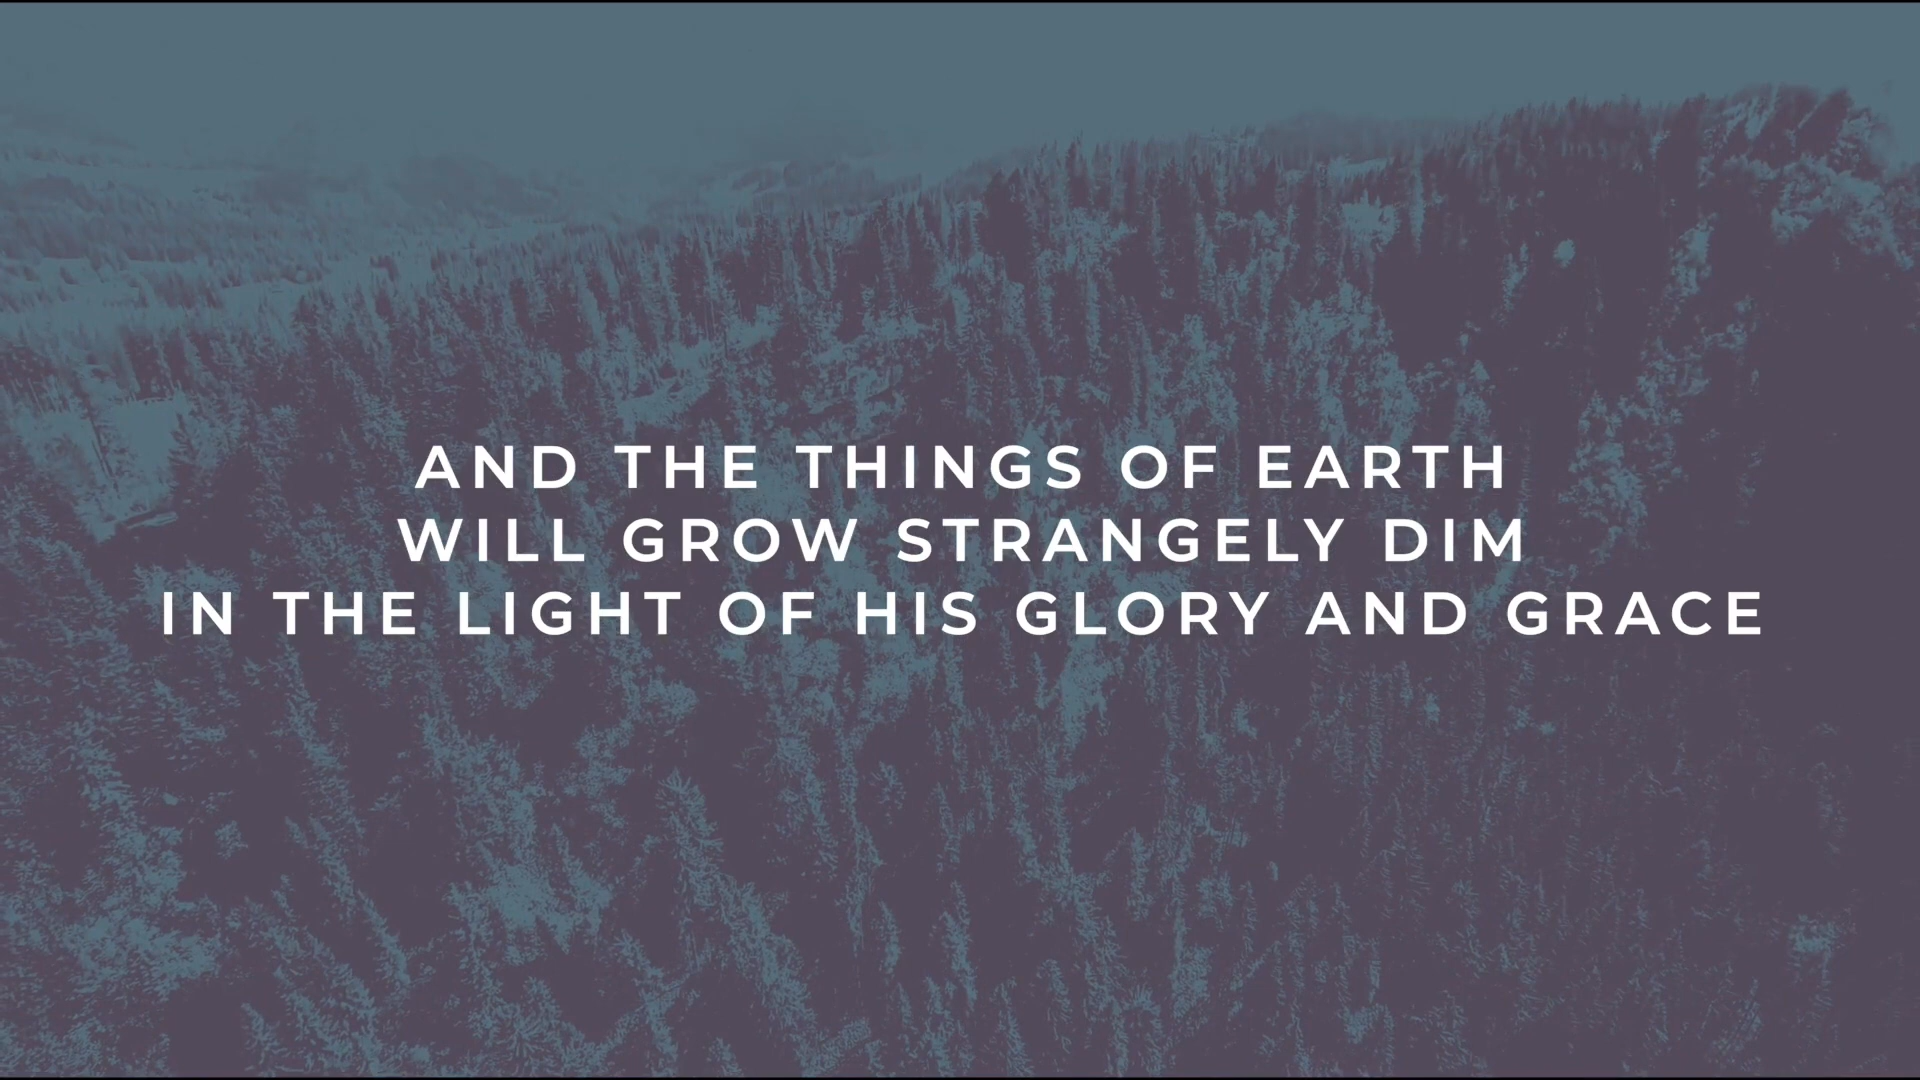 AND THE THINGS OF EARTH
WILL GROW STRANGELY DIM
IN THE LIGHT OF HIS GLORY AND GRACE